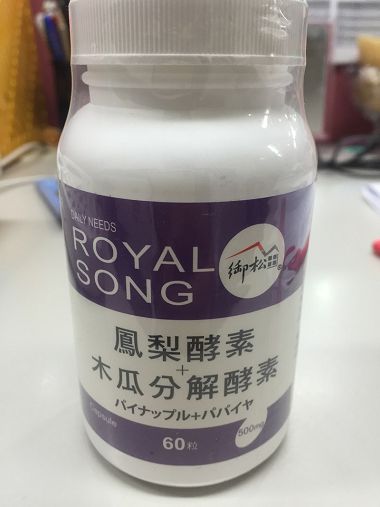 DAILY NEEDS
ROYAL
SONG
御松
®
鳳梨酵素
+
木瓜分解酵素
パイナップル+パパイヤ
Capsule
60粒
500mg